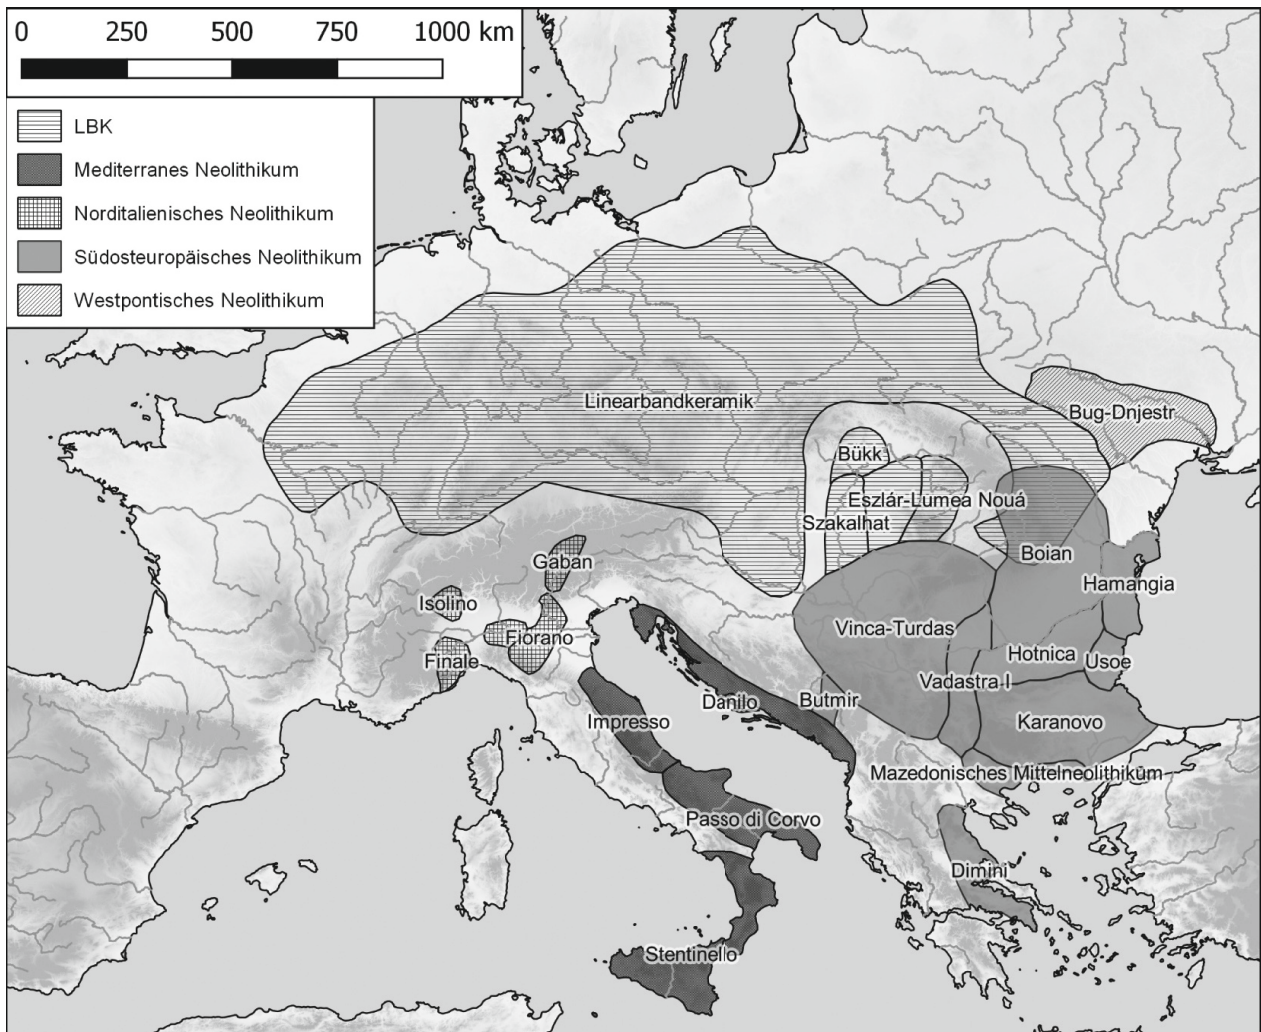 0 250 500 750 1000 km
LBK
Mediterranes Neolithikum
Norditalienisches Neolithikum
Südosteuropäisches Neolithikum
Westpontisches Neolithikum
Linearbandkeramik
Bug-Dnjestr
Bükk
Eszlár-Lumea Nouá
Szakalhat
Boian
Gaban
Hamangia
Isolino
Vinca-Turdas
Fiorano
Hotnica
Usoe
Finale
Vadastra I
Danilo
Butmir
Impresso
Karanovo
Mazedonisches Mittelneolithikum
Passo di Corvo
Dimini
Stentinello